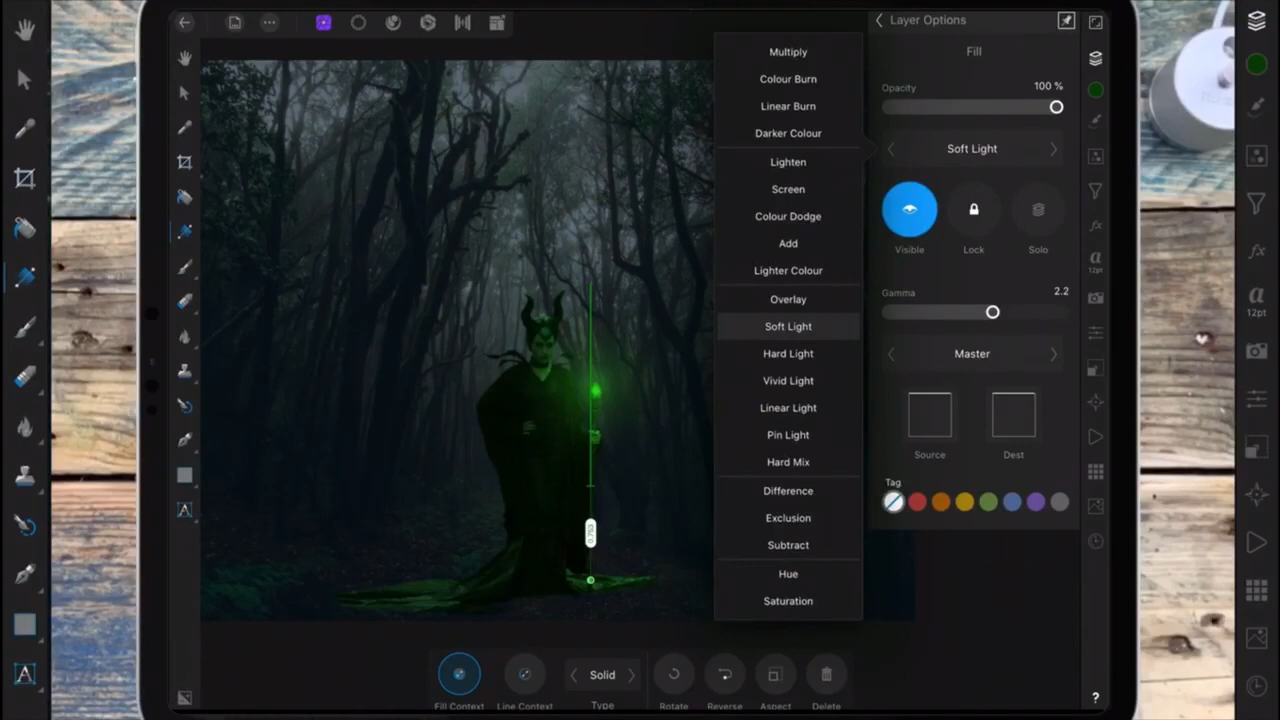 Layer Options
Fill
Opacity
100 %
Soft Light
Visible
Lock
Solo
Gamma
2.2
Master
Source
Dest
Tag
Multiply
Colour Burn
Linear Burn
Darker Colour
Lighten
Screen
Colour Dodge
Add
Lighter Colour
Overlay
Soft Light
Hard Light
Vivid Light
Linear Light
Pin Light
Hard Mix
Difference
Exclusion
Subtract
Hue
Saturation
Fill Context
Line Context
Solid
Type
Rotate
Reverse
Aspect
Delete
A
A
a
12pt
a
12pt
fx
fx
?